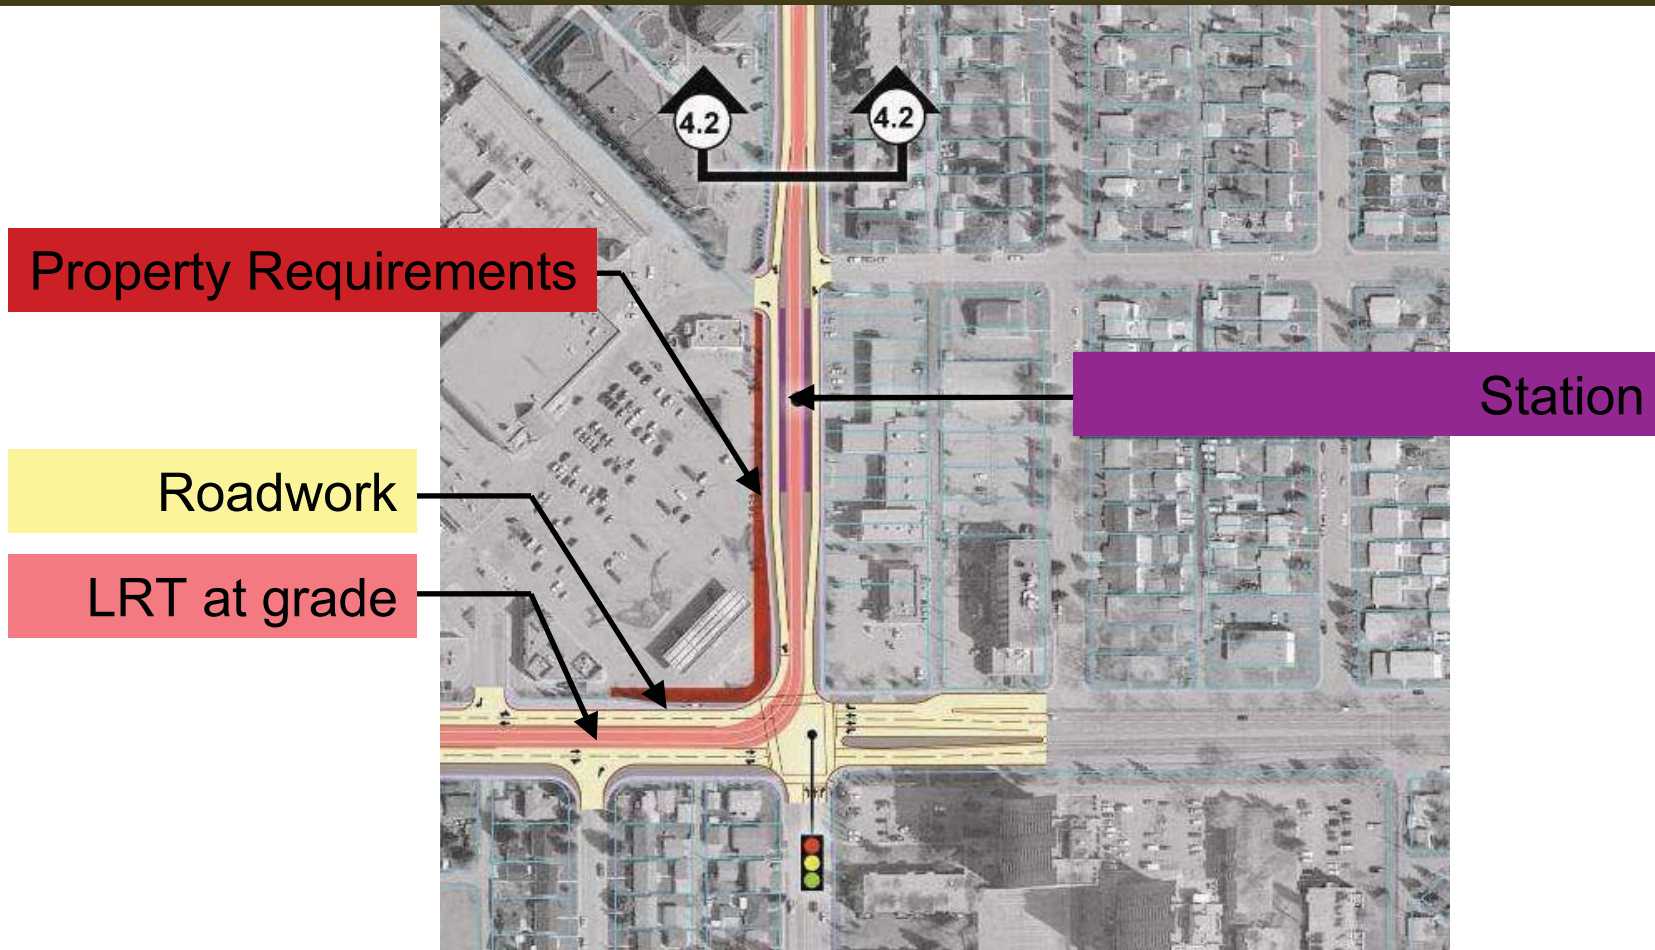 4.2
4.2
Property Requirements
Station
Roadwork
LRT at grade